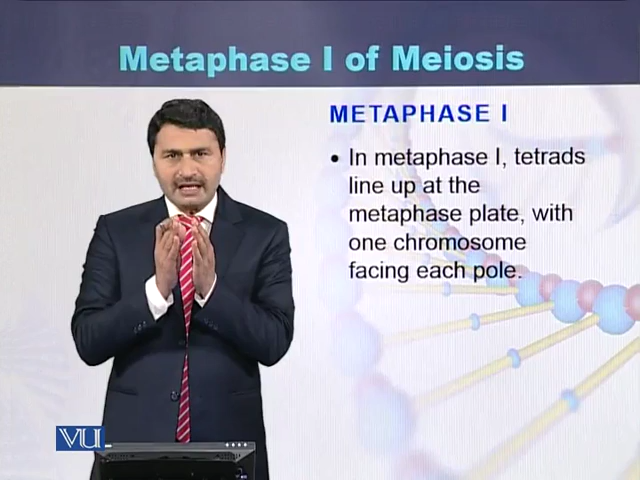 Metaphase I of Meiosis
METAPHASE I
• In metaphase I, tetrads
line up at the
metaphase plate, with
one chromosome
facing each pole.
VU